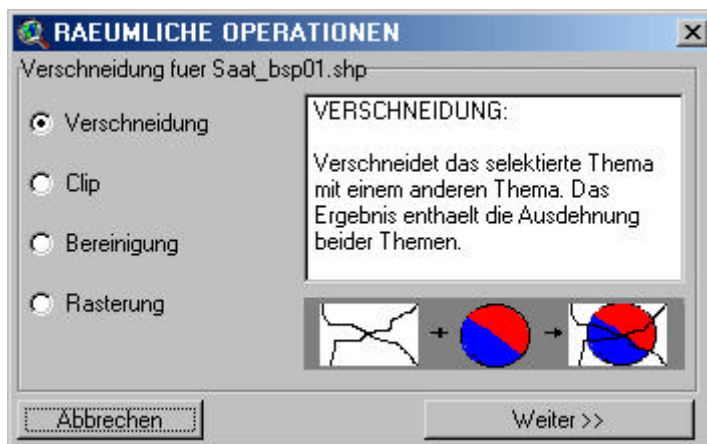 RAEUMLICHE OPERATIONEN
Verschneidung fuer Saat_bsp01.shp
Verschneidung
Clip
Bereinigung
Rasterung
VERSCHNEIDUNG:
Verschneidet das selektierte Thema
mit einem anderen Thema. Das
Ergebnis enthaelt die Ausdehnung
beider Themen.
Abbrechen
Weiter >>